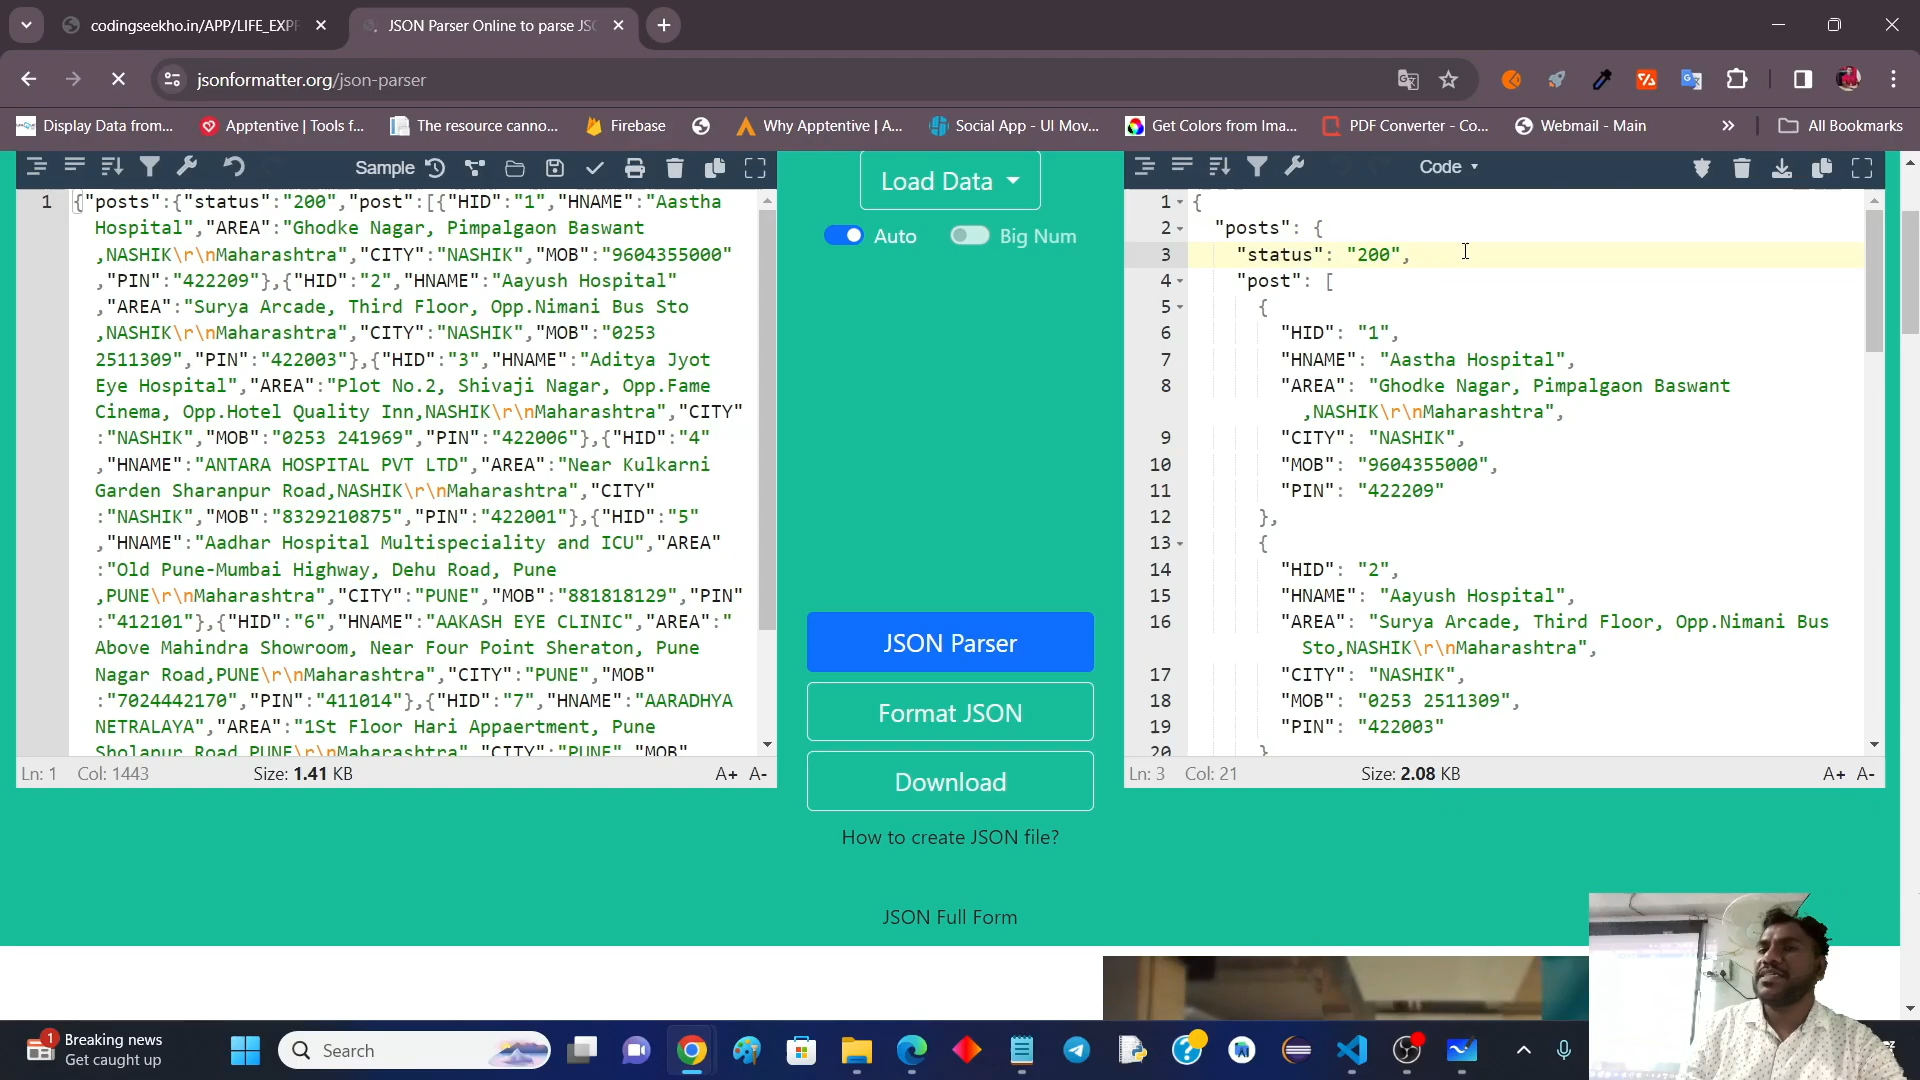 codingseekho.in/APP/LIFE_EXP
JSON Parser Online to parse JSO
jsonformatter.org/json-parser
Display Data from...
Apptentive | Tools f...
The resource canno...
Firebase
Why Apptentive | A...
Social App - UI Mov...
Get Colors from Ima...
PDF Converter - Co...
Webmail - Main
All Bookmarks
Sample
1 {"posts":{"status":"200","post":[{"HID":"1","HNAME":"Aastha
Hospital","AREA":"Ghodke Nagar, Pimpalgaon Baswant
,NASHIK\r\nMaharashtra","CITY":"NASHIK","MOB":"9604355000"
,"PIN":"422209"},{"HID":"2","HNAME":"Aayush Hospital"
,"AREA":"Surya Arcade, Third Floor, Opp.Nimani Bus Sto
,NASHIK\r\nMaharashtra","CITY":"NASHIK","MOB":"0253
2511309","PIN":"422003"},{"HID":"3","HNAME":"Aditya Jyot
Eye Hospital","AREA":"Plot No.2, Shivaji Nagar, Opp.Fame
Cinema, Opp.Hotel Quality Inn,NASHIK\r\nMaharashtra","CITY"
:"NASHIK","MOB":"0253 241969","PIN":"422006"},{"HID":"4"
,"HNAME":"ANTARA HOSPITAL PVT LTD","AREA":"Near Kulkarni
Garden Sharanpur Road,NASHIK\r\nMaharashtra","CITY"
:"NASHIK","MOB":"8329210875","PIN":"422001"},{"HID":"5"
,"HNAME":"Aadhar Hospital Multispeciality and ICU","AREA"
:"Old Pune-Mumbai Highway, Dehu Road, Pune
,PUNE\r\nMaharashtra","CITY":"PUNE","MOB":"881818129","PIN"
:"412101"},{"HID":"6","HNAME":"AAKASH EYE CLINIC","AREA":"
Above Mahindra Showroom, Near Four Point Sheraton, Pune
Nagar Road,PUNE\r\nMaharashtra","CITY":"PUNE","MOB"
:"7024442170","PIN":"411014"},{"HID":"7","HNAME":"AARADHYA
NETRALAYA","AREA":"1St Floor Hari Appaertment, Pune
Sholapur Road,PUNE\r\nMaharashtra","CITY":"PUNE","MOB"
Ln: 1 Col: 1443 Size: 1.41 KB A+ A-
Load Data
Auto Big Num
JSON Parser
Format JSON
Download
How to create JSON file?
JSON Full Form
Code
1 {
2 "posts": {
3 "status": "200",
4 "post": [
5 {
6 "HID": "1",
7 "HNAME": "Aastha Hospital",
8 "AREA": "Ghodke Nagar, Pimpalgaon Baswant
,NASHIK\r\nMaharashtra",
9 "CITY": "NASHIK",
10 "MOB": "9604355000",
11 "PIN": "422209"
12 },
13 {
14 "HID": "2",
15 "HNAME": "Aayush Hospital",
16 "AREA": "Surya Arcade, Third Floor, Opp.Nimani Bus
Sto,NASHIK\r\nMaharashtra",
17 "CITY": "NASHIK",
18 "MOB": "0253 2511309",
19 "PIN": "422003"
20 }
Ln: 3 Col: 21 Size: 2.08 KB A+ A-
1 Breaking news
Get caught up
Search